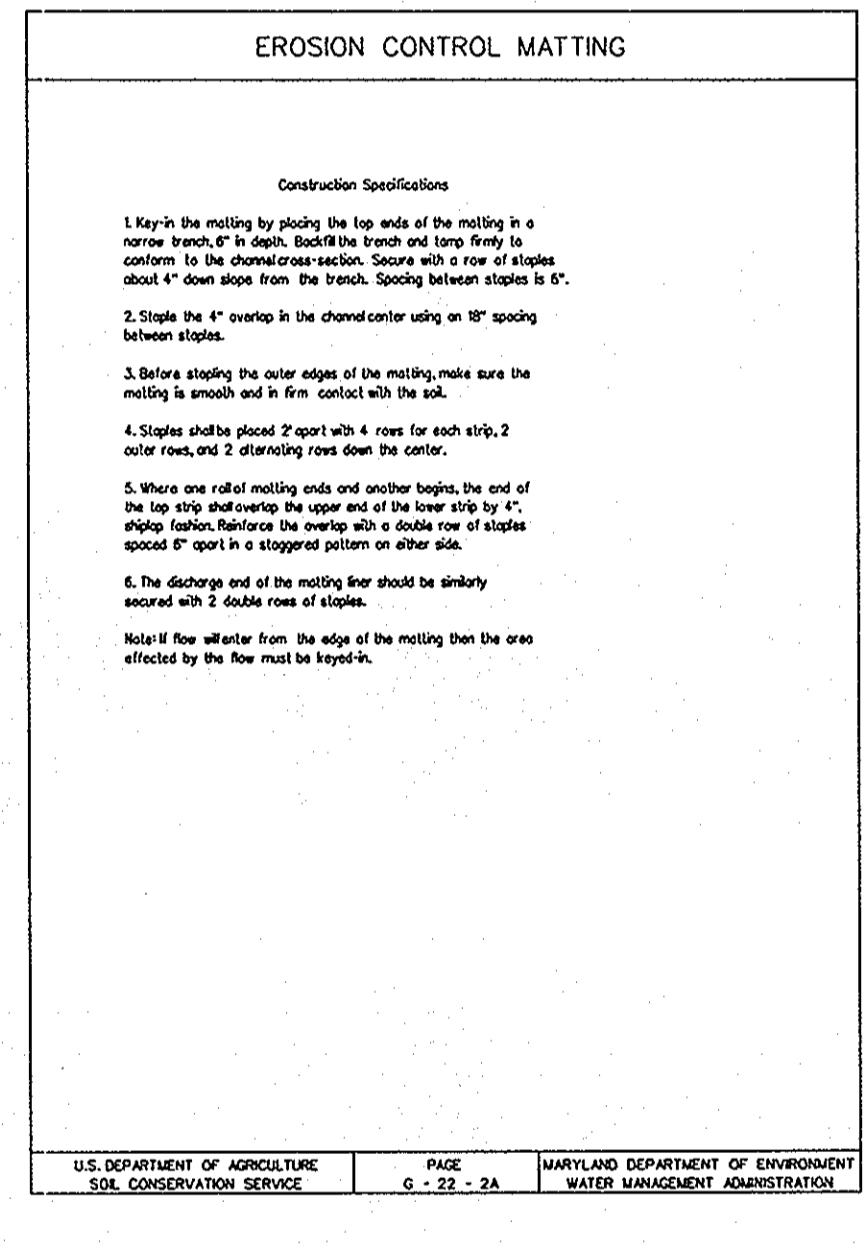 EROSION CONTROL MATTING
Construction Specifications
1. Key-in the matting by placing the top ends of the matting in a
narrow trench, 6" in depth. Backfill the trench and tamp firmly to
conform to the channel cross-section. Secure with a row of staples
about 4" down slope from the trench. Spacing between staples is 6".
2. Staple the 4" overlap in the channel center using an 18" spacing
between staples.
3. Before stapling the outer edges of the matting, make sure the
matting is smooth and in firm contact with the soil.
4. Staples shall be placed 2' apart with 4 rows for each strip, 2
outer rows, and 2 alternating rows down the center.
5. Where one roll of matting ends and another begins, the end of
the top strip shall overlap the upper end of the lower strip by 4",
shiplap fashion. Reinforce the overlap with a double row of staples
spaced 6" apart in a staggered pattern on either side.
6. The discharge end of the matting liner should be similarly
secured with 2 double rows of staples.
Note: If flow will enter from the edge of the matting then the area
effected by the flow must be keyed-in.
U.S. DEPARTMENT OF AGRICULTURE
SOIL CONSERVATION SERVICE
PAGE
G - 22 - 2A
MARYLAND DEPARTMENT OF ENVIRONMENT
WATER MANAGEMENT ADMINISTRATION